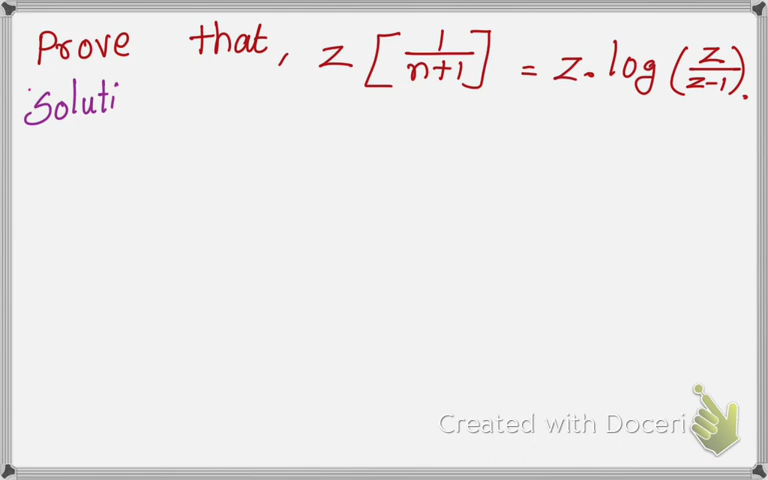 Prove that, Z [1/(n+1)] = Z. log (Z/(Z-1)).
Soluti
Created with Doceri